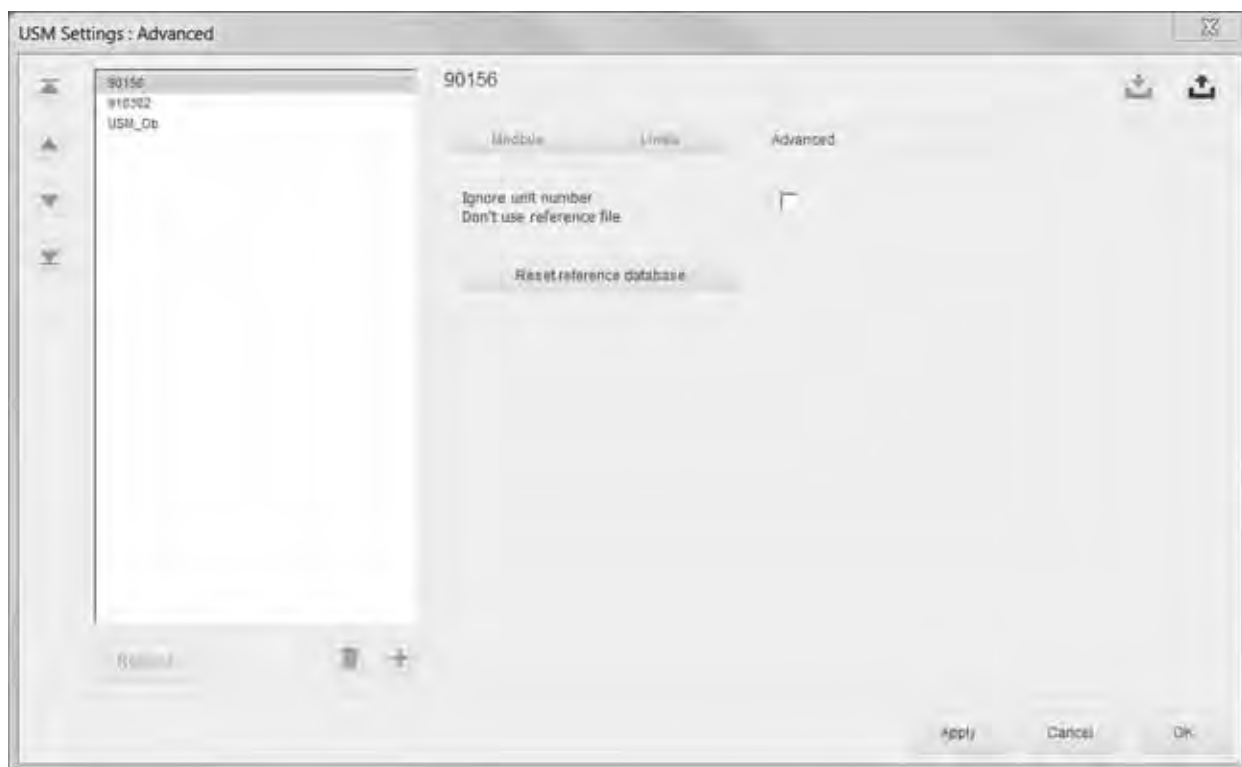 USM Settings : Advanced
90156
910302
USM_Ob
90156
Modbus
Limits
Advanced
Ignore unit number
Don't use reference file
Reset reference database
Apply
Cancel
OK